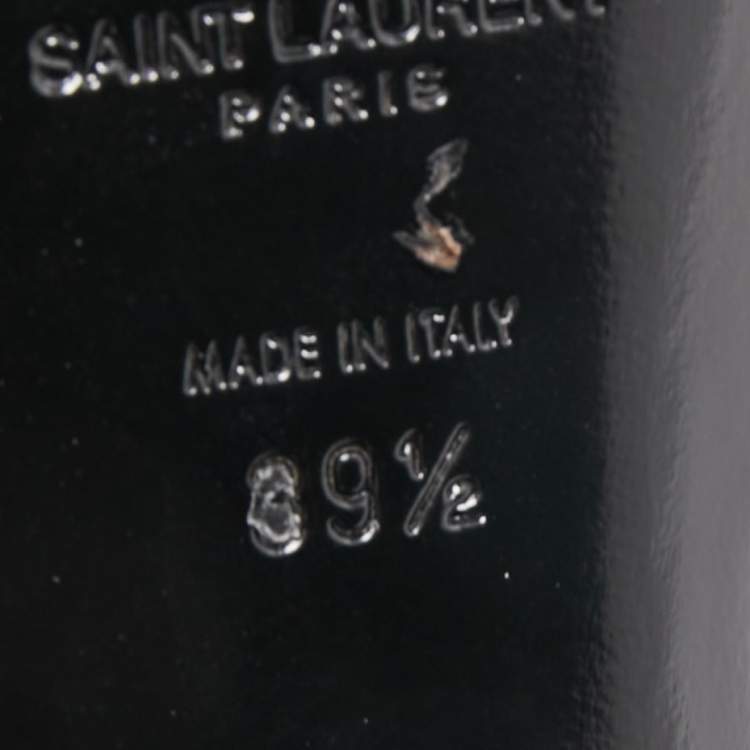 SAINT LAURENT
PARIS
MADE IN ITALY
39½